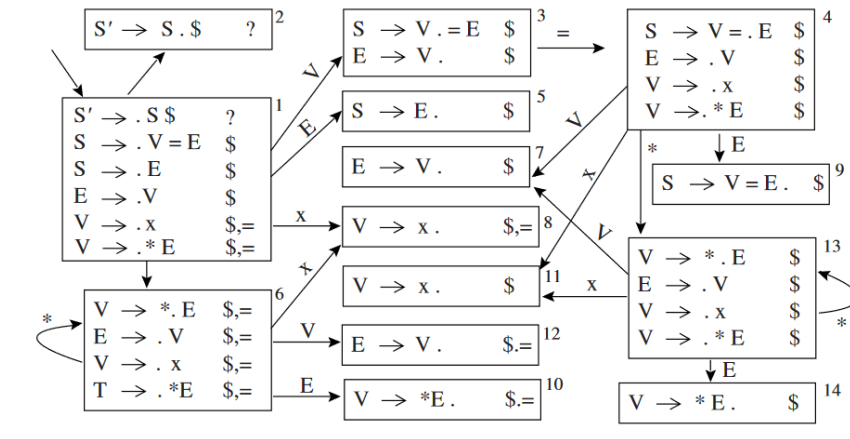 S′ → S . $ ?
2
S → V . = E $
E → V . $
3
=
S → V = . E $
E → . V $
V → . x $
V → . * E $
4
S′ → . S $ ?
S → . V = E $
S → . E $
E → .V $
V → . x $,=
V → . * E $,=
1
V
E
S → E . $
5
E → V . $
7
V
x
*
E
S → V = E . $
9
x
V → x . $,=
8
V → x . $
11
x
V
x
V → * . E $
E → . V $
V → . x $
V → . * E $
13
*
*
V → *. E $,=
E → . V $,=
V → . x $,=
T → . *E $,=
6
V
E → V . $.=
12
E
V → *E . $.=
10
E
V → * E . $
14